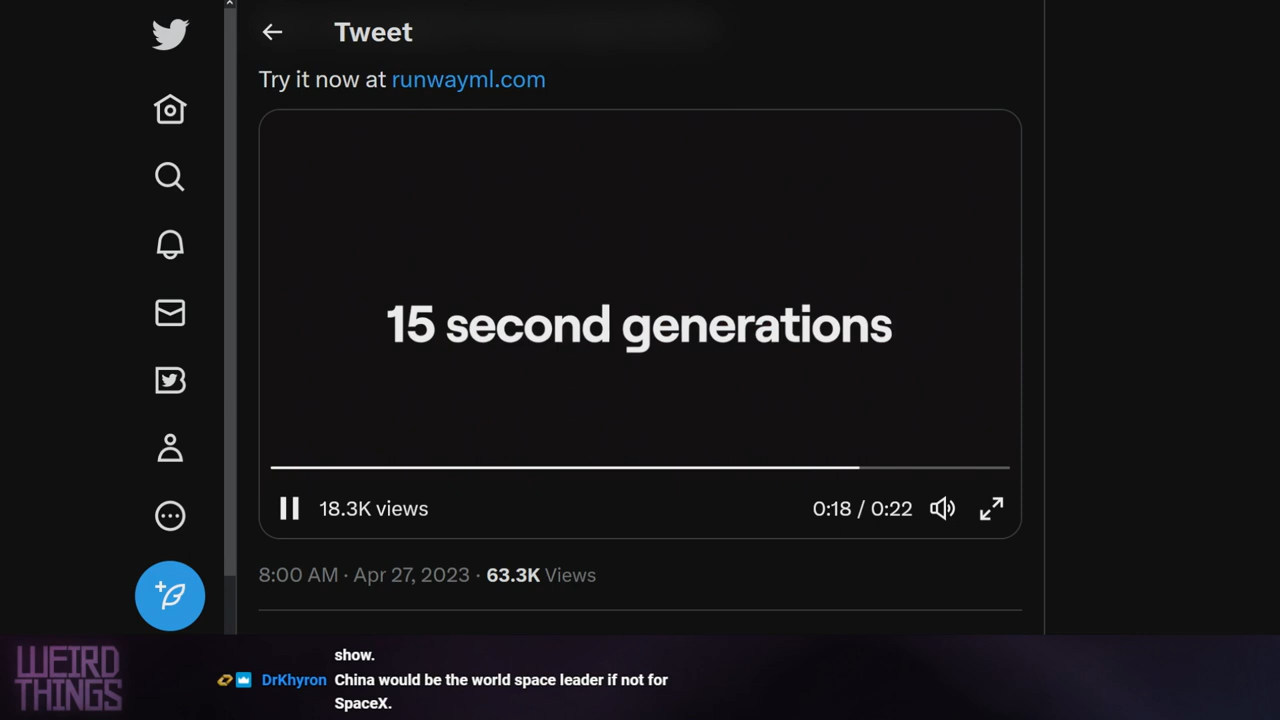 Tweet
Try it now at runwayml.com
15 second generations
18.3K views
0:18 / 0:22
8:00 AM · Apr 27, 2023 · 63.3K Views
WEIRD
THINGS
show.
DrKhyron China would be the world space leader if not for
SpaceX.